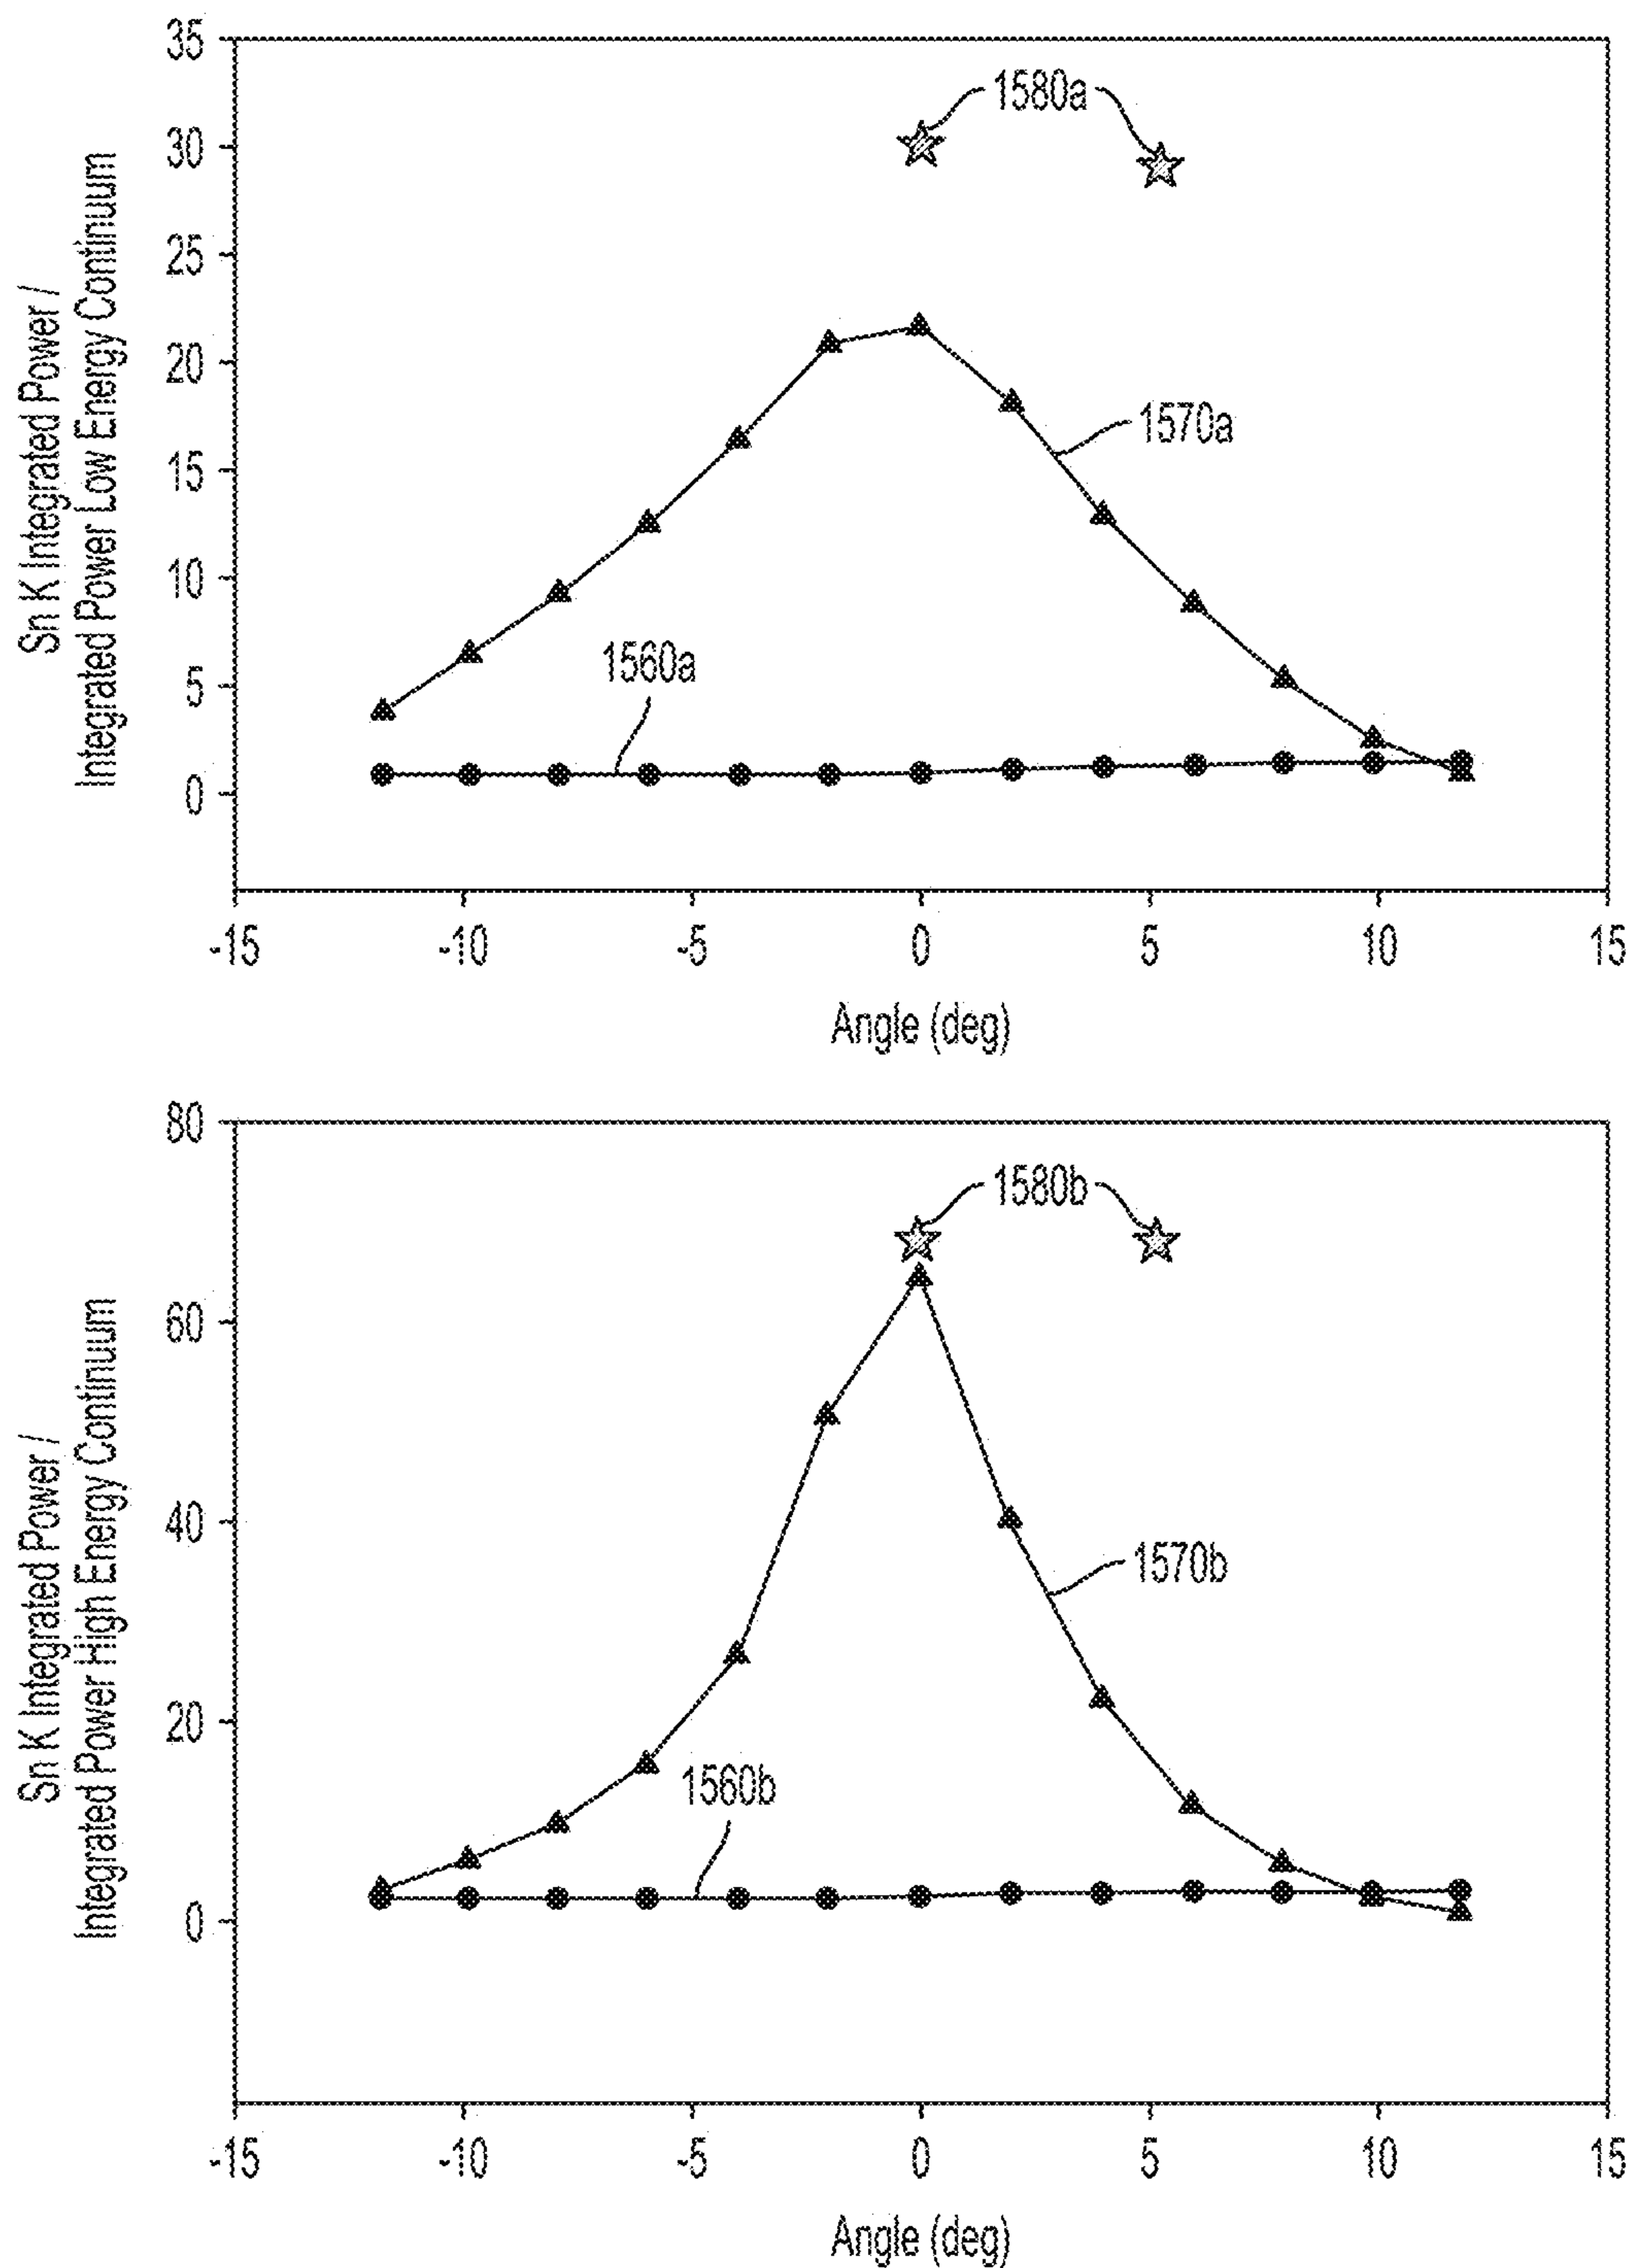 35
30
25
20
15
10
5
0
Sn K Integrated Power /
Integrated Power Low Energy Continuum
1580a
1570a
1560a
-15 -10 -5 0 5 10 15
Angle (deg)
80
60
40
20
0
Sn K Integrated Power /
Integrated Power High Energy Continuum
1580b
1570b
1560b
-15 -10 -5 0 5 10 15
Angle (deg)